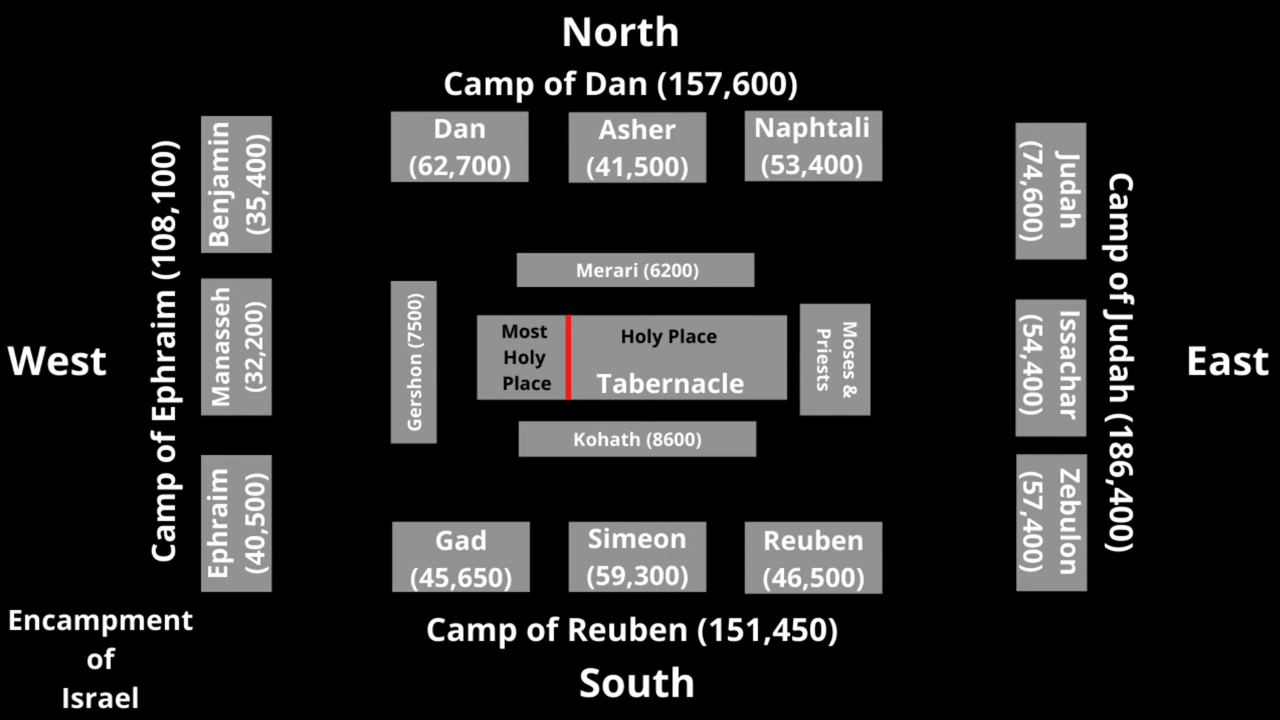 North
Camp of Dan (157,600)
Dan
(62,700)
Asher
(41,500)
Naphtali
(53,400)
West
Camp of Ephraim (108,100)
Benjamin
(35,400)
Manasseh
(32,200)
Ephraim
(40,500)
Merari (6200)
Gershon (7500)
Most
Holy
Place
Holy Place
Tabernacle
Moses &
Priests
Kohath (8600)
Judah
(74,600)
Issachar
(54,400)
Zebulon
(57,400)
Camp of Judah (186,400)
East
Gad
(45,650)
Simeon
(59,300)
Reuben
(46,500)
Camp of Reuben (151,450)
South
Encampment
of
Israel